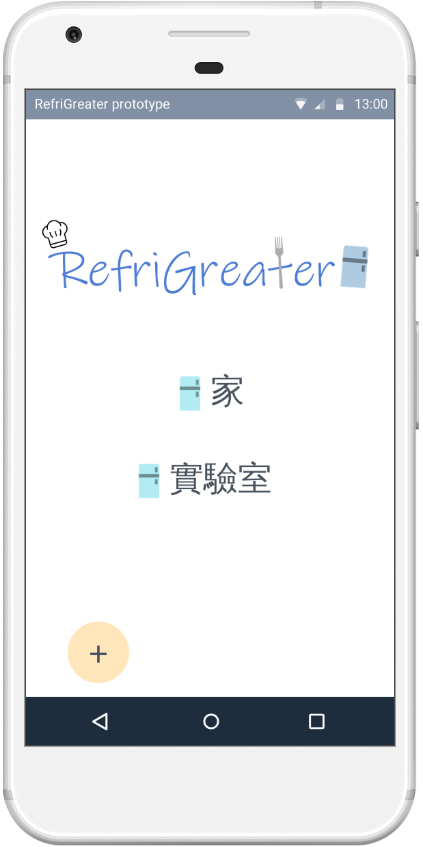 RefriGreater prototype 13:00
RefriGreater
家
實驗室
+